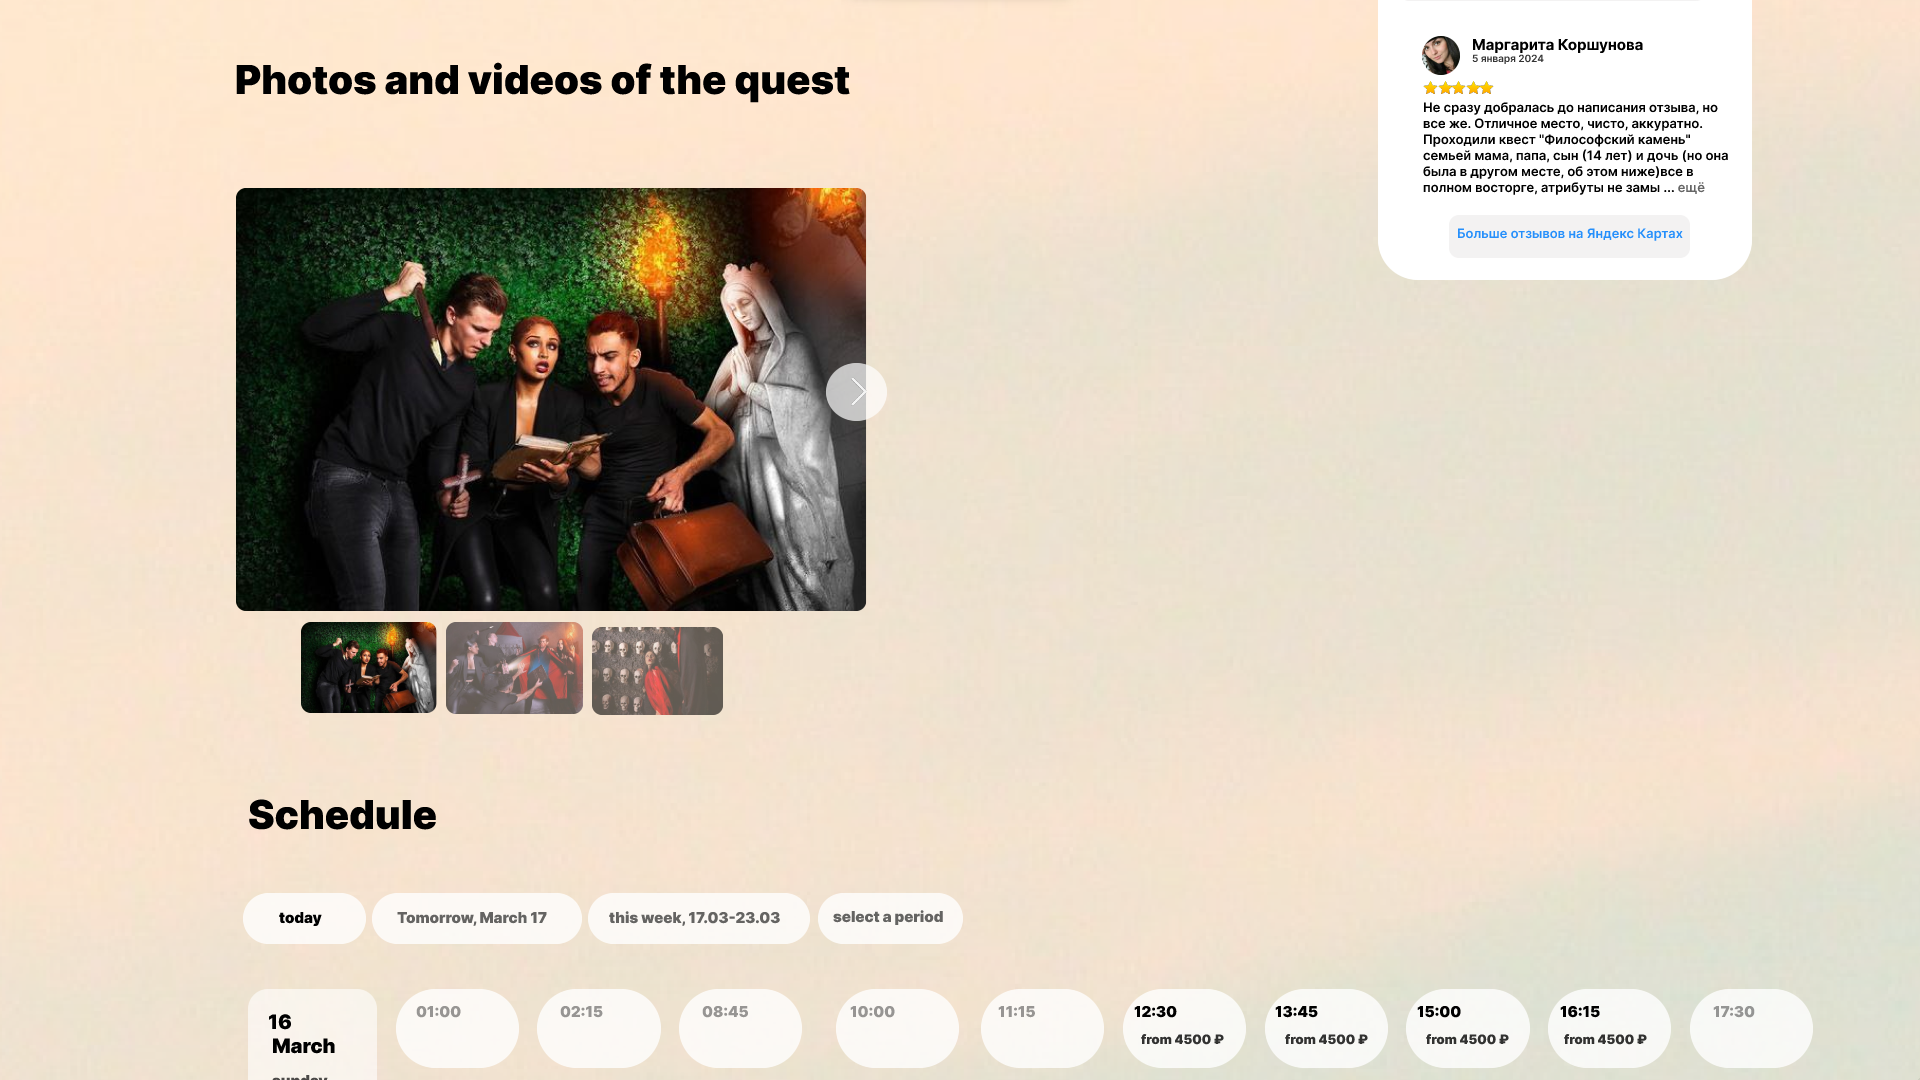 Photos and videos of the quest
Маргарита Коршунова
5 января 2024
Не сразу добралась до написания отзыва, но
все же. Отличное место, чисто, аккуратно.
Проходили квест "Философский камень"
семьей мама, папа, сын (14 лет) и дочь (но она
была в другом месте, об этом ниже)все в
полном восторге, атрибуты не замы ... ещё
Больше отзывов на Яндекс Картах
Schedule
today
Tomorrow, March 17
this week, 17.03-23.03
select a period
16
March
sunday
01:00
02:15
08:45
10:00
11:15
12:30
from 4500 ₽
13:45
from 4500 ₽
15:00
from 4500 ₽
16:15
from 4500 ₽
17:30